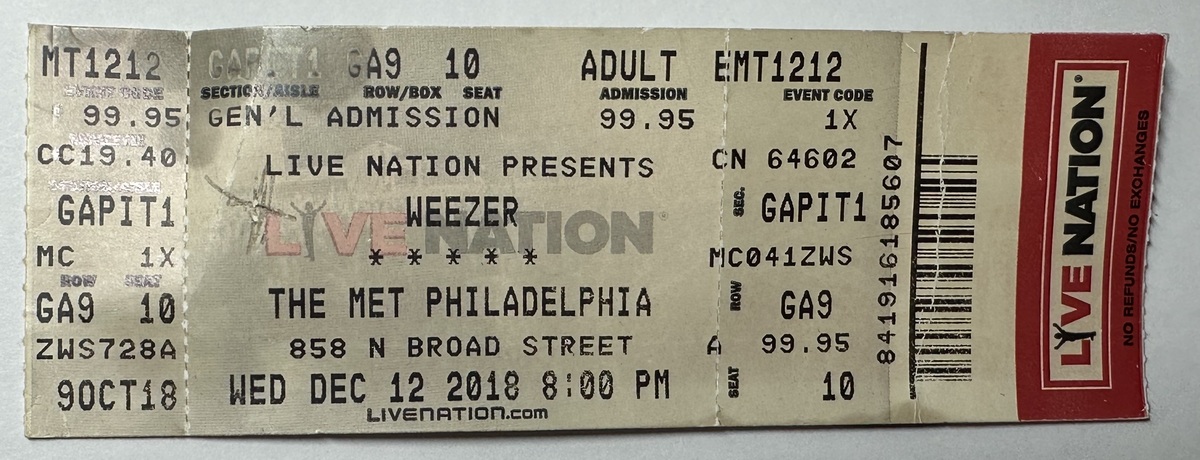 MT1212
EVENT CODE
99.95
CC19.40
GAPIT1
MC 1X
ROW SEAT
GA9 10
ZWS728A
9OCT18
GAPIT1 GA9 10 ADULT
SECTION/AISLE ROW/BOX SEAT ADMISSION
GEN'L ADMISSION 99.95
LIVE NATION PRESENTS
WEEZER
LIVE NATION®
* * * * *
THE MET PHILADELPHIA
858 N BROAD STREET
WED DEC 12 2018 8:00 PM
LIVENATION.com
EMT1212
EVENT CODE
1X
CN 64602
SEC. GAPIT1
MC041ZWS
ROW GA9
A 99.95
SEAT 10
841916185607
LIVE NATION®
NO REFUNDS/NO EXCHANGES